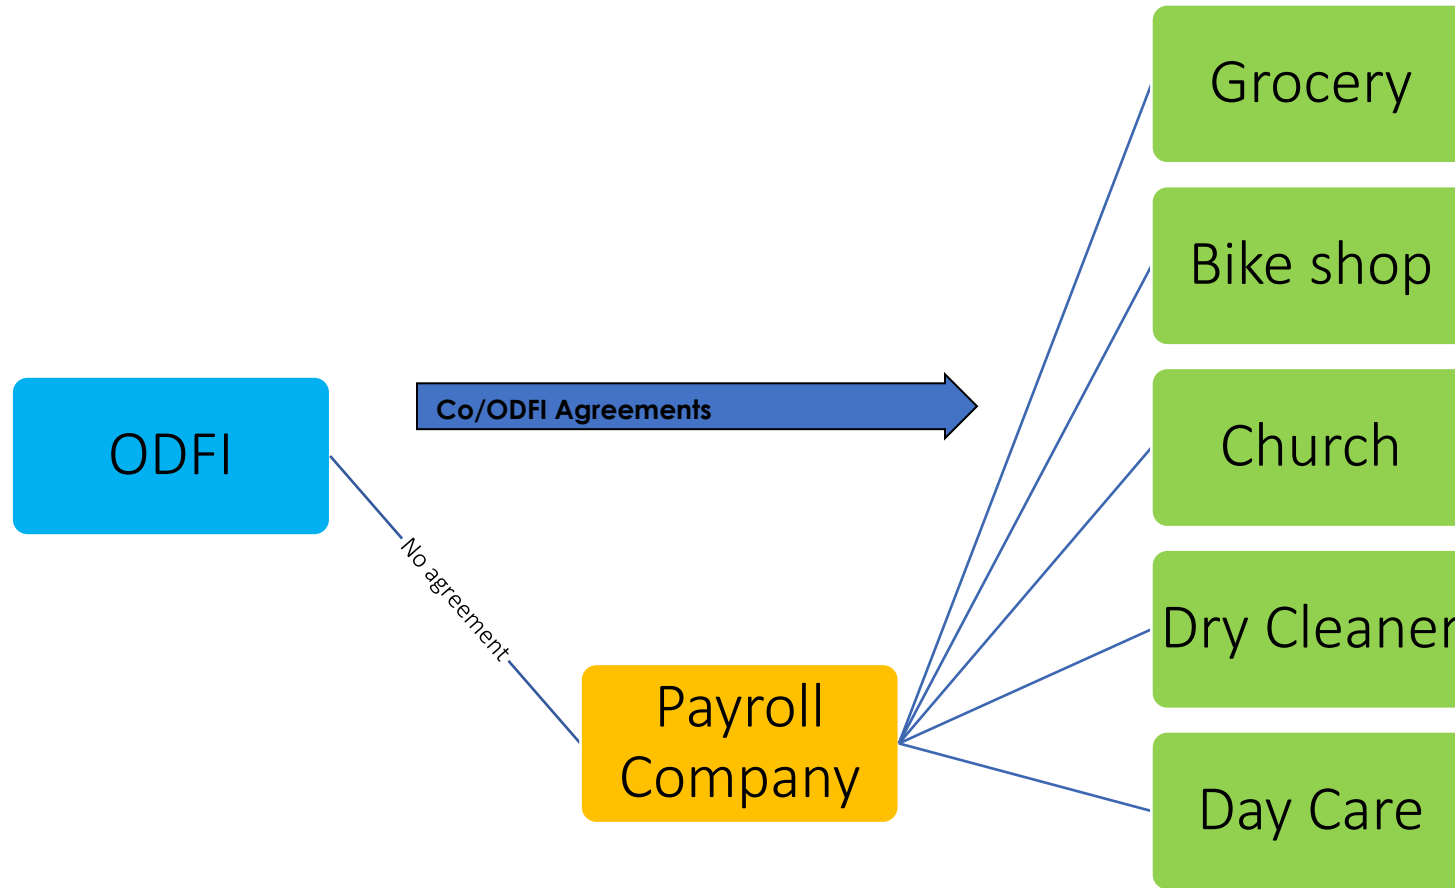 Grocery
Bike shop
Co/ODFI Agreements
Church
ODFI
No agreement
Dry Cleaner
Payroll
Company
Day Care